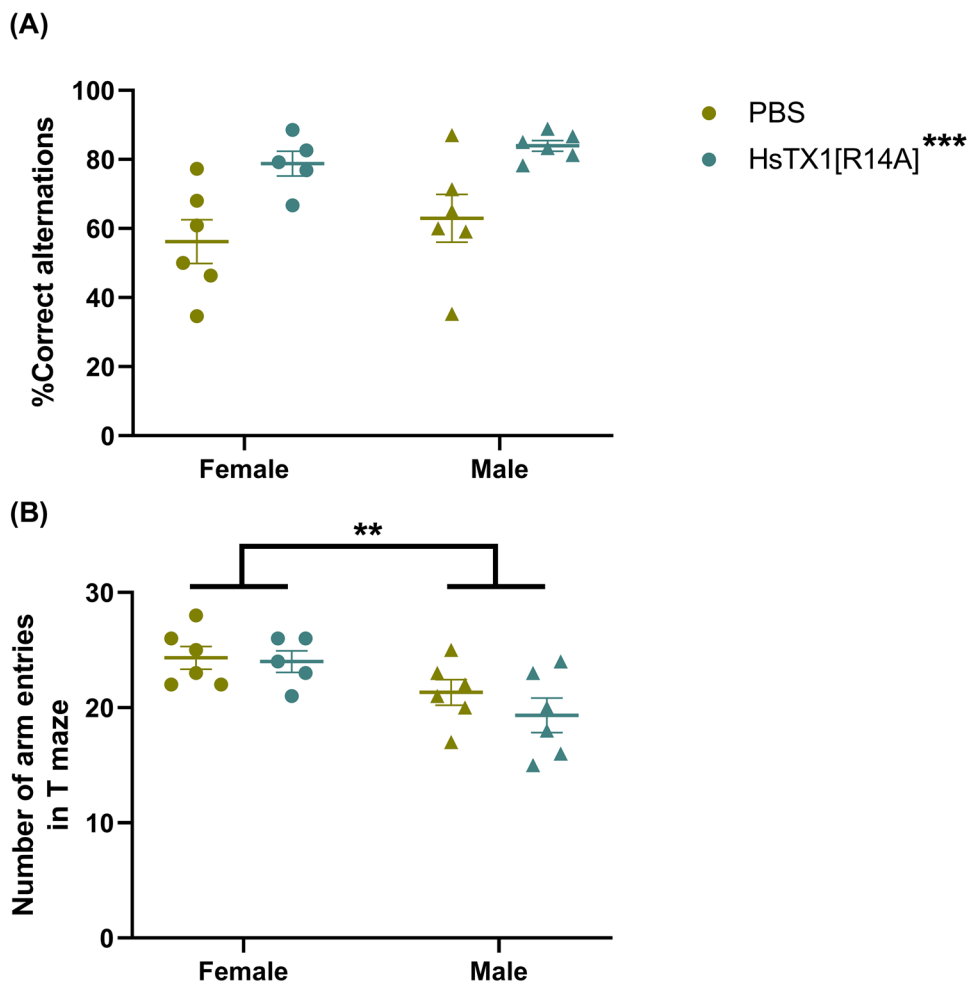 (A)
%Correct alternations
100
80
60
40
20
0
Female
Male
PBS
HsTX1[R14A]***
(B)
**
Number of arm entries
in T maze
30
20
10
0
Female
Male